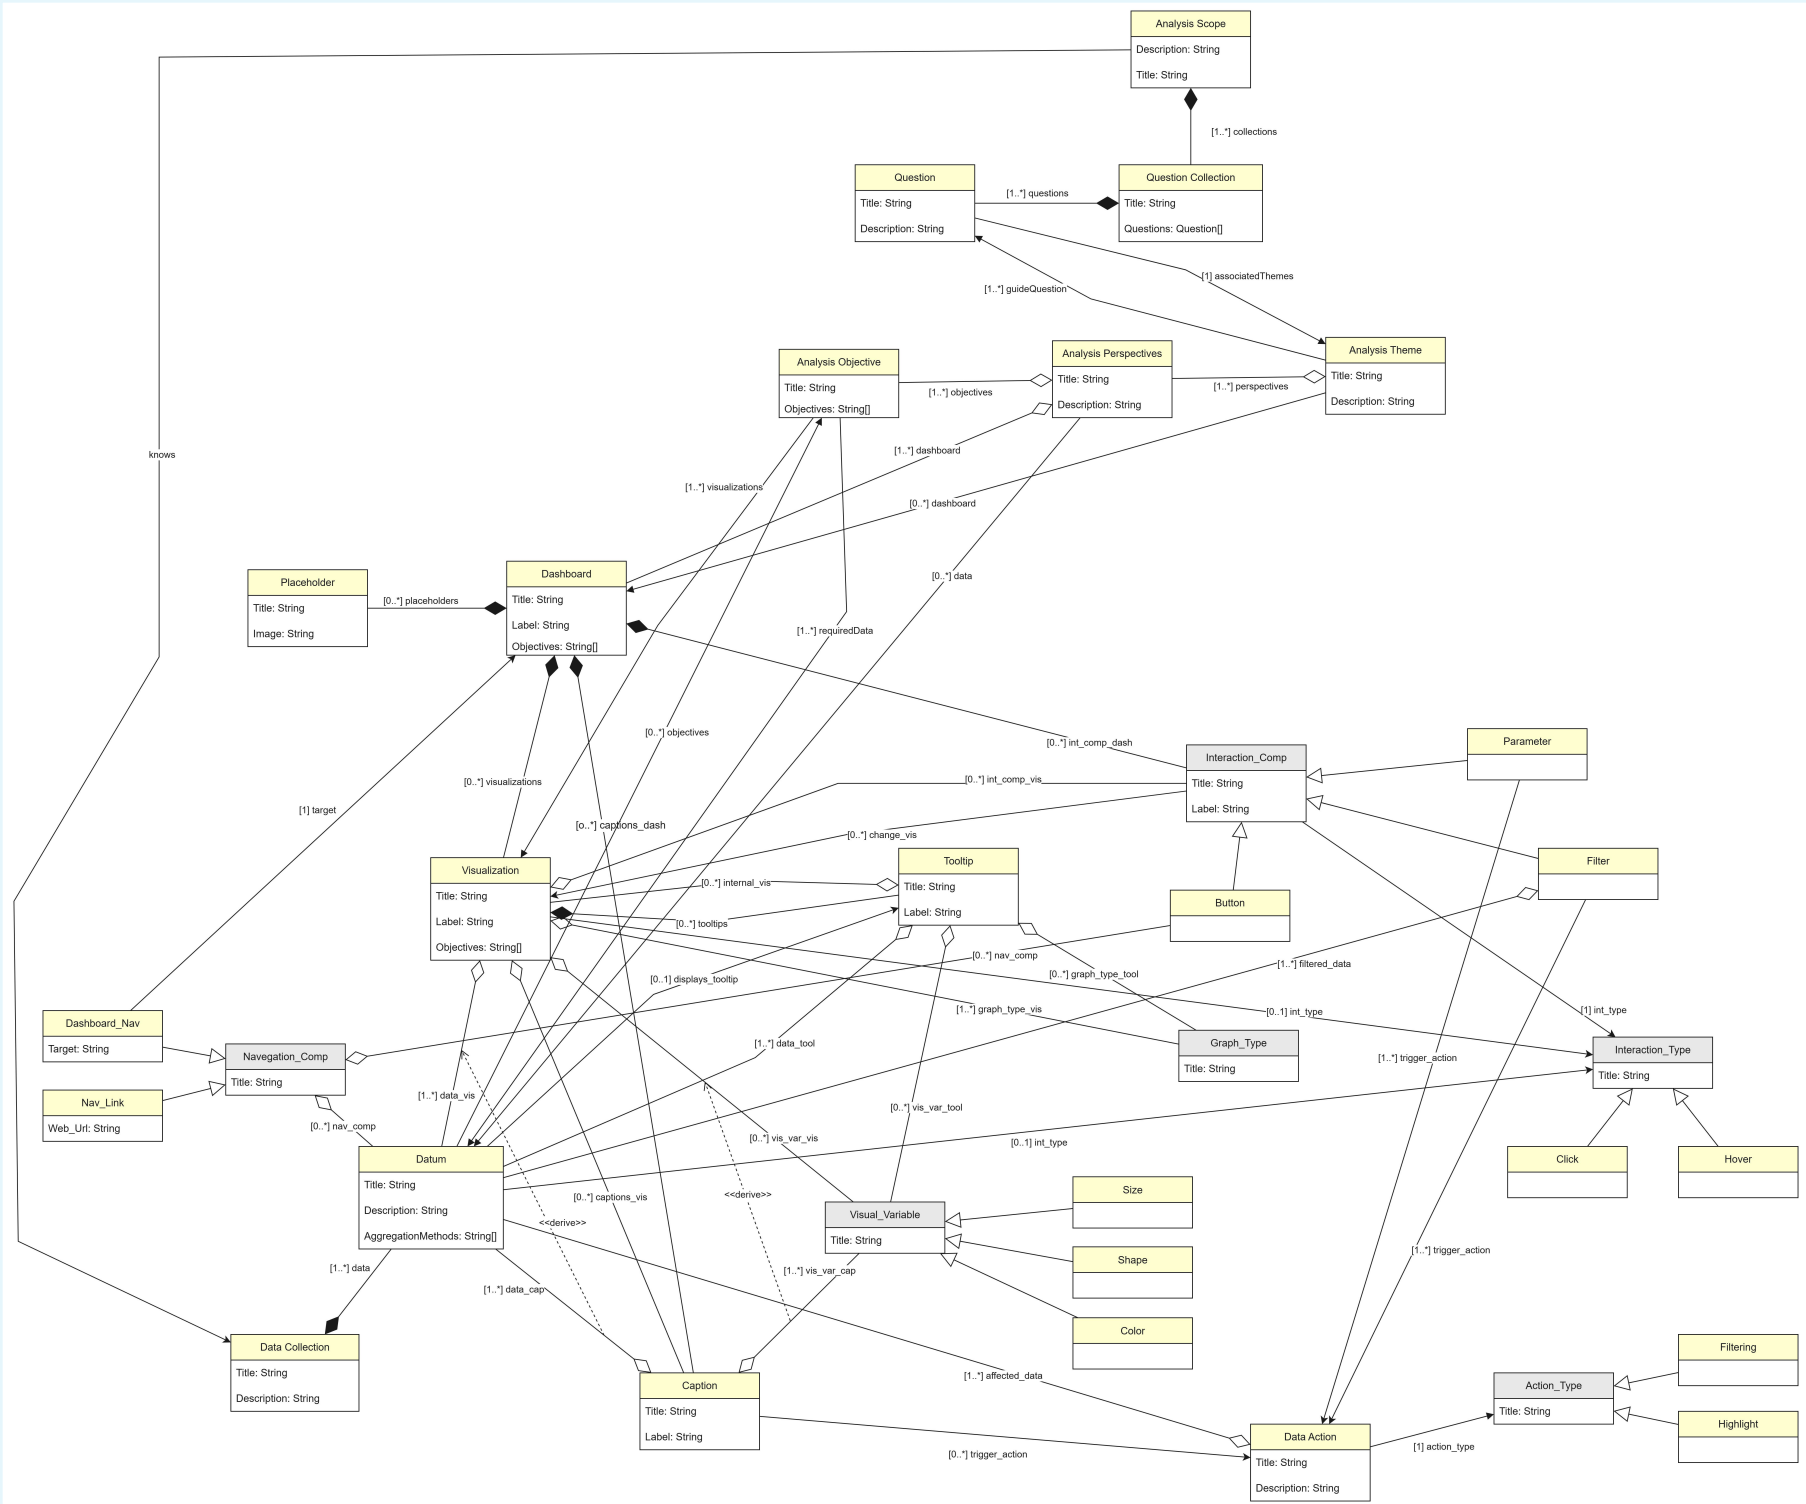 Analysis Scope
Description: String
Title: String
[1..*] collections
Question
Title: String
Description: String
[1..*] questions
Question Collection
Title: String
Questions: Question[]
[1] associatedThemes
[1..*] guideQuestion
Analysis Objective
Title: String
Objectives: String[]
[1..*] objectives
Analysis Perspectives
Title: String
Description: String
[1..*] perspectives
Analysis Theme
Title: String
Description: String
knows
[1..*] dashboard
[1..*] visualizations
[0..*] dashboard
[0..*] data
Placeholder
Title: String
Image: String
[0..*] placeholders
Dashboard
Title: String
Label: String
Objectives: String[]
[1..*] requiredData
[0..*] objectives
[0..*] int_comp_dash
Interaction_Comp
Title: String
Label: String
Parameter
[0..*] visualizations
[0..*] int_comp_vis
[1] target
[o..*] captions_dash
[0..*] change_vis
Visualization
Title: String
Label: String
Objectives: String[]
[0..*] internal_vis
[0..*] tooltips
Tooltip
Title: String
Label: String
Button
Filter
[0..*] nav_comp
[1..*] filtered_data
[0..1] displays_tooltip
[0..*] graph_type_tool
[1..*] graph_type_vis
[0..1] int_type
[1] int_type
Dashboard_Nav
Target: String
Navegation_Comp
Title: String
Nav_Link
Web_Url: String
[1..*] data_tool
Graph_Type
Title: String
[1..*] trigger_action
Interaction_Type
Title: String
[1..*] data_vis
[0..*] vis_var_tool
[0..*] nav_comp
[0..*] vis_var_vis
[0..1] int_type
Datum
Title: String
Description: String
AggregationMethods: String[]
Click
Hover
[0..*] captions_vis
<<derive>>
<<derive>>
Visual_Variable
Title: String
Size
Shape
Color
[1..*] trigger_action
[1..*] data
[1..*] data_cap
[1..*] vis_var_cap
Data Collection
Title: String
Description: String
Caption
Title: String
Label: String
[1..*] affected_data
[0..*] trigger_action
Data Action
Title: String
Description: String
[1] action_type
Action_Type
Title: String
Filtering
Highlight